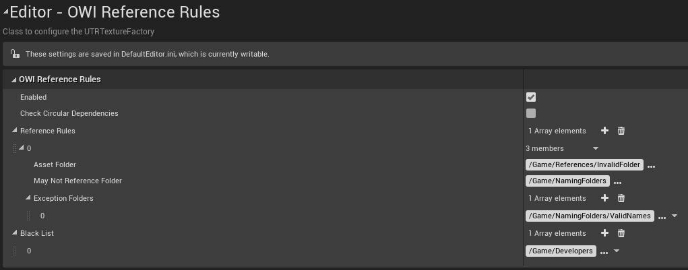 Editor - OWI Reference Rules
Class to configure the UTRTextureFactory
These settings are saved in DefaultEditor.ini, which is currently writable.
OWI Reference Rules
Enabled
Check Circular Dependencies
Reference Rules 1 Array elements
0 3 members
Asset Folder /Game/References/InvalidFolder ...
May Not Reference Folder /Game/NamingFolders ...
Exception Folders 1 Array elements
0 /Game/NamingFolders/ValidNames ...
Black List 1 Array elements
0 /Game/Developers ...